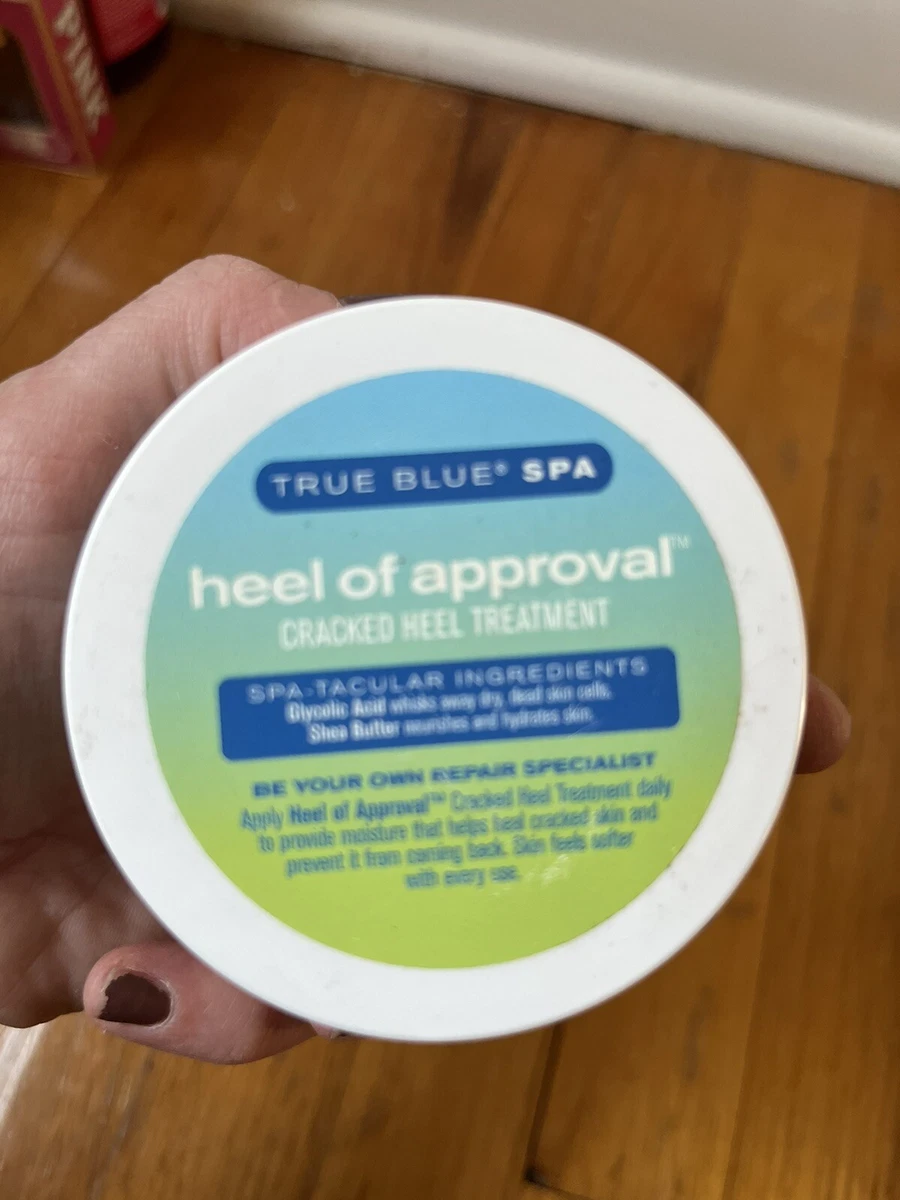 PINK
TRUE BLUE® SPA
heel of approval™
CRACKED HEEL TREATMENT
SPA-TACULAR INGREDIENTS
Glycolic Acid whisks away dry, dead skin cells.
Shea Butter nourishes and hydrates skin.
BE YOUR OWN REPAIR SPECIALIST
Apply Heel of Approval™ Cracked Heel Treatment daily
to provide moisture that helps heal cracked skin and
prevent it from coming back. Skin feels softer
with every use.